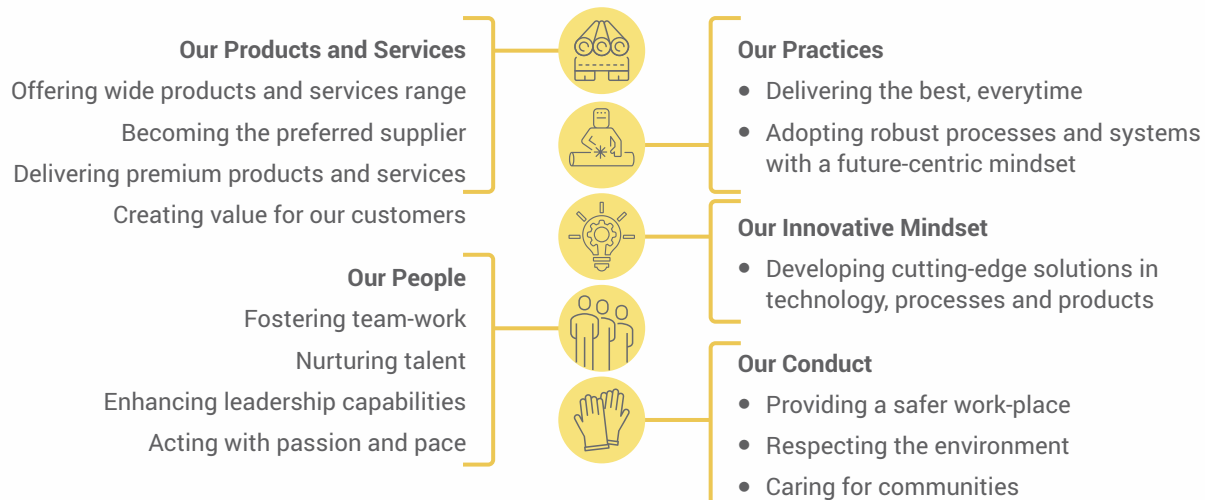 Our Products and Services
Offering wide products and services range
Becoming the preferred supplier
Delivering premium products and services
Creating value for our customers
Our People
Fostering team-work
Nurturing talent
Enhancing leadership capabilities
Acting with passion and pace
Our Practices
• Delivering the best, everytime
• Adopting robust processes and systems
with a future-centric mindset
Our Innovative Mindset
• Developing cutting-edge solutions in
technology, processes and products
Our Conduct
• Providing a safer work-place
• Respecting the environment
• Caring for communities